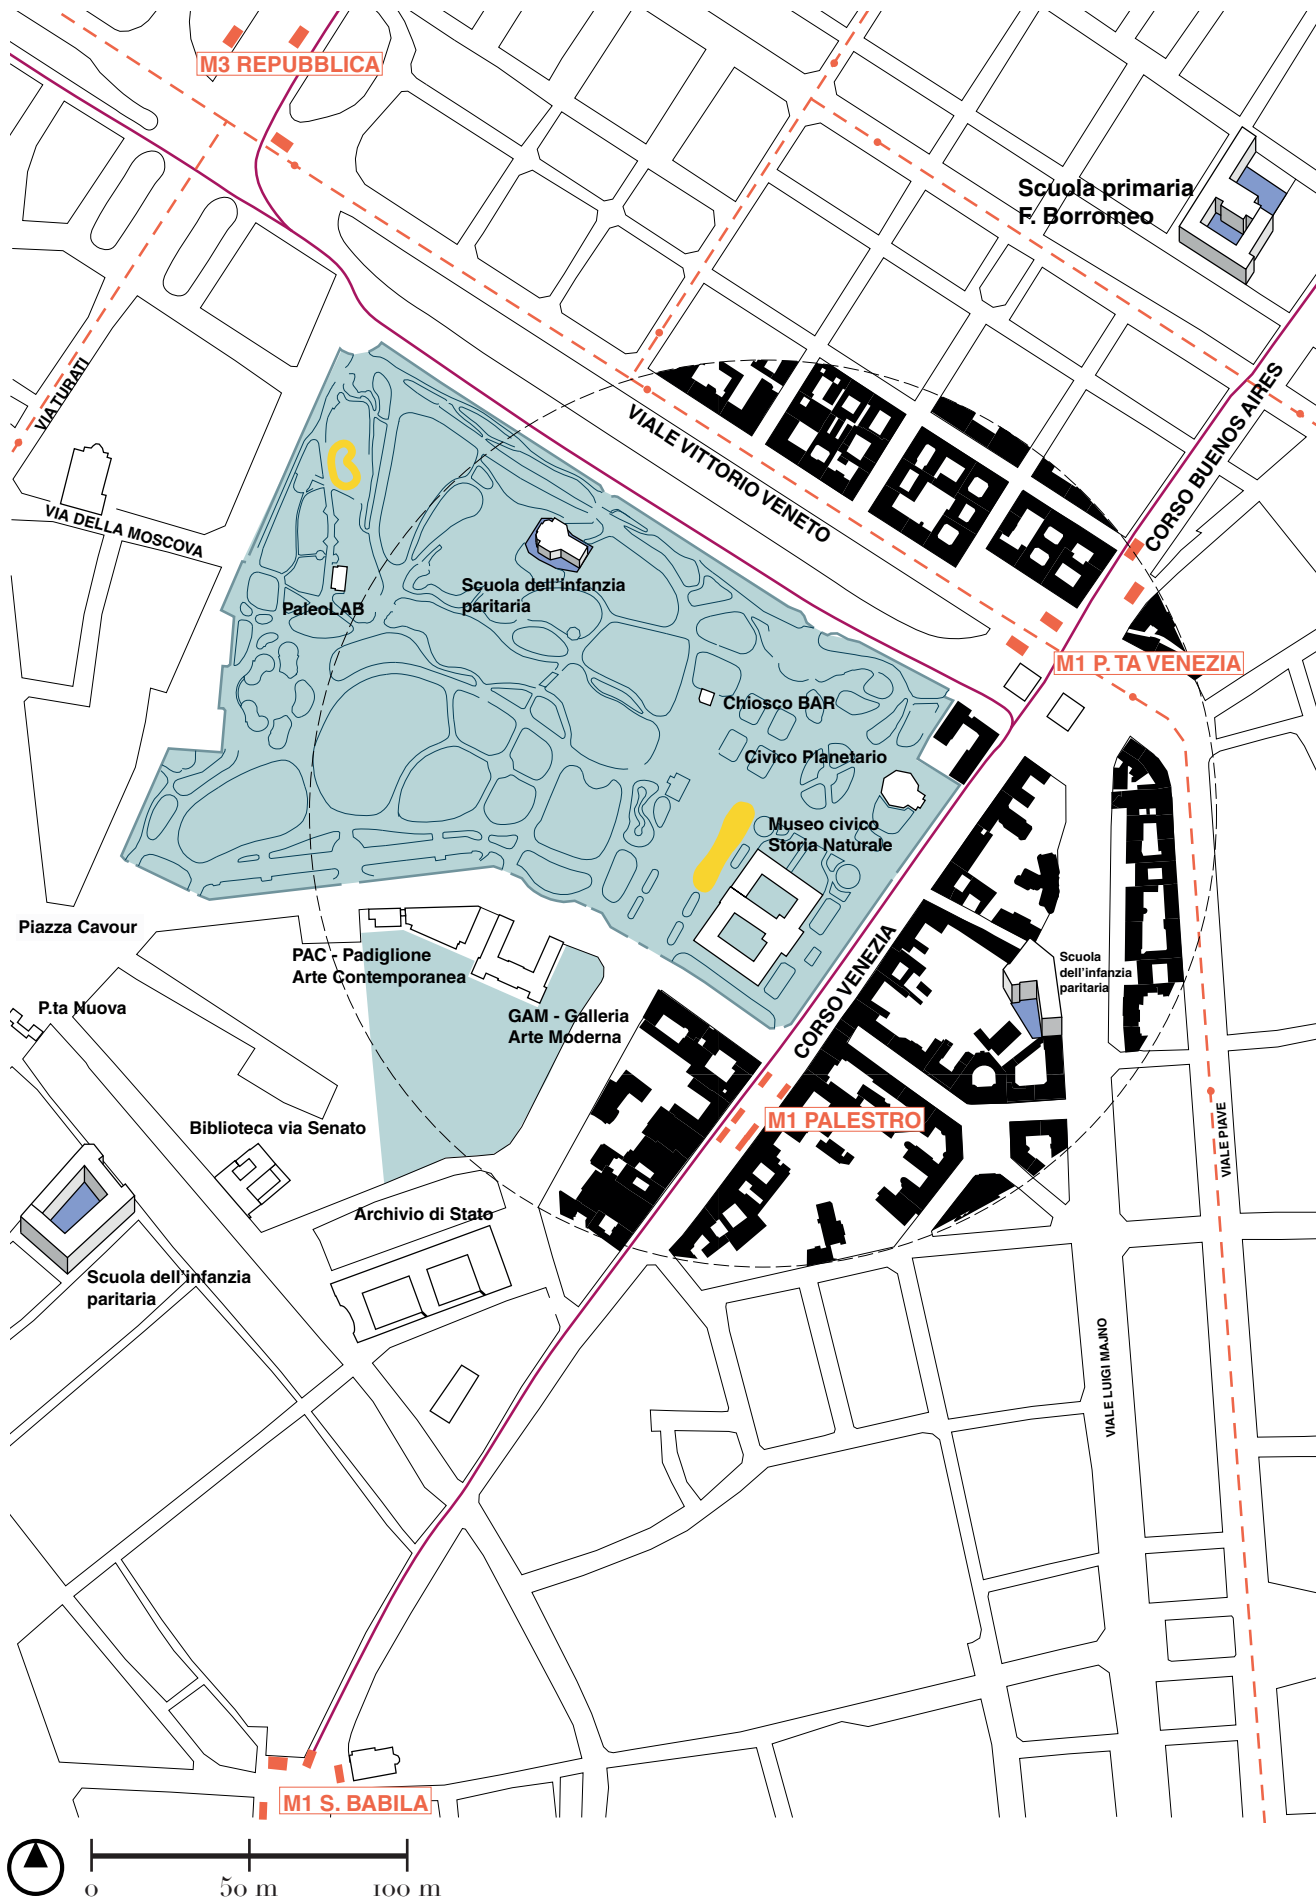 M3 REPUBBLICA
Scuola primaria
F. Borromeo
VIA TURATI
VIALE VITTORIO VENETO
CORSO BUENOS AIRES
VIA DELLA MOSCOVA
Scuola dell'infanzia
paritaria
PaleoLAB
M1 P. TA VENEZIA
Chiosco BAR
Civico Planetario
Museo civico
Storia Naturale
Piazza Cavour
PAC - Padiglione
Arte Contemporanea
CORSO VENEZIA
Scuola
dell'infanzia
paritaria
P.ta Nuova
GAM - Galleria
Arte Moderna
M1 PALESTRO
Biblioteca via Senato
VIALE PIAVE
Archivio di Stato
Scuola dell'infanzia
paritaria
VIALE LUIGI MAJNO
M1 S. BABILA
0 50 m 100 m